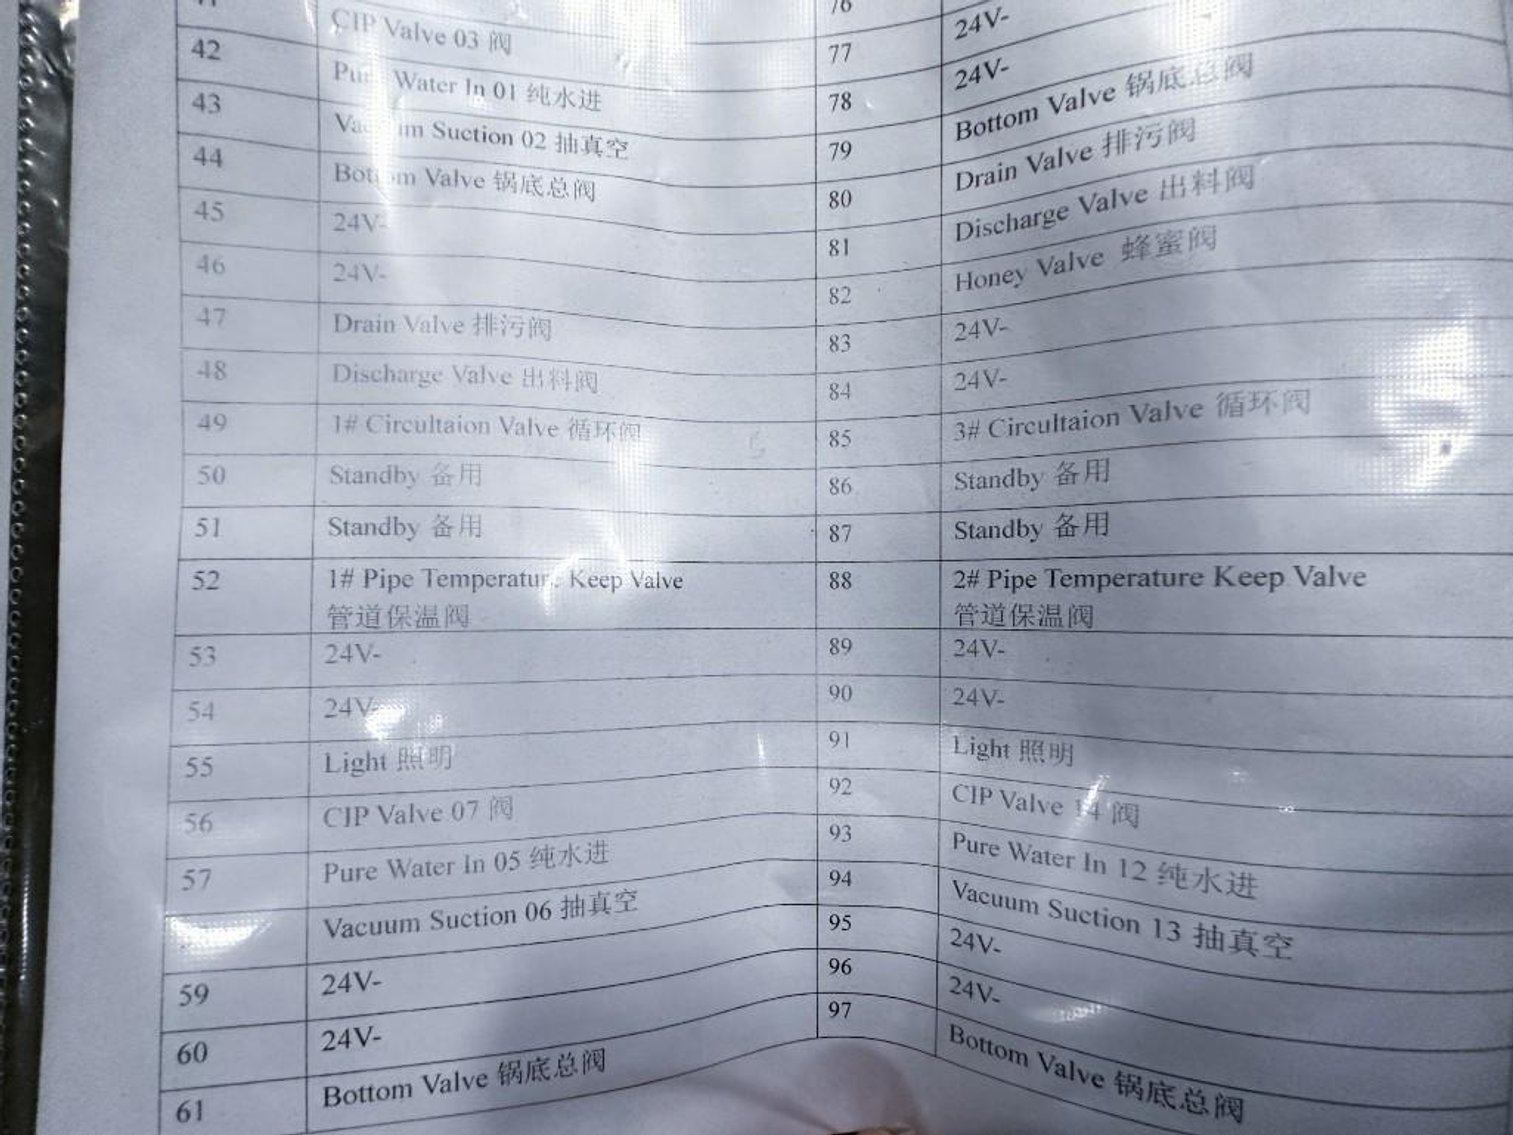 CIP Valve 03 阀 76
42 Water In 01 纯水进 77 24V-
43 Suction 02 抽真空 78 24V-
44 Bottom Valve 锅底总阀 79 Bottom Valve 锅底总阀
45 24V- 80 Drain Valve 排污阀
46 24V- 81 Discharge Valve 出料阀
47 Drain Valve 排污阀 82 Honey Valve 蜂蜜阀
48 Discharge Valve 出料阀 83 24V-
49 1# Circultaion Valve 循环阀 84 24V-
50 Standby 备用 85 3# Circultaion Valve 循环阀
51 Standby 备用 86 Standby 备用
87 Standby 备用
52 1# Pipe Temperature Keep Valve 88 2# Pipe Temperature Keep Valve
管道保温阀 管道保温阀
53 24V- 89 24V-
54 24V- 90 24V-
55 Light 照明 91 Light 照明
56 CIP Valve 07 阀 92 CIP Valve 14 阀
57 Pure Water In 05 纯水进 93 Pure Water In 12 纯水进
Vacuum Suction 06 抽真空 94 Vacuum Suction 13 抽真空
59 24V- 95 24V-
60 24V- 96 24V-
61 Bottom Valve 锅底总阀 97 Bottom Valve 锅底总阀